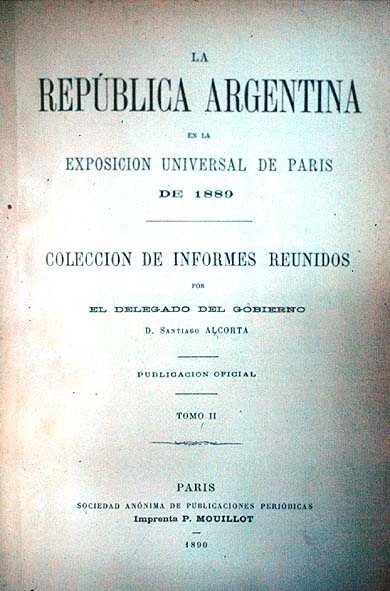 LA
REPÚBLICA ARGENTINA
EN LA
EXPOSICION UNIVERSAL DE PARIS
DE 1889
COLECCION DE INFORMES REUNIDOS
POR
EL DELEGADO DEL GOBIERNO
D. SANTIAGO ALCORTA
PUBLICACION OFICIAL
TOMO II
PARIS
SOCIEDAD ANÓNIMA DE PUBLICACIONES PERIÓDICAS
Imprenta P. MOUILLOT
1890